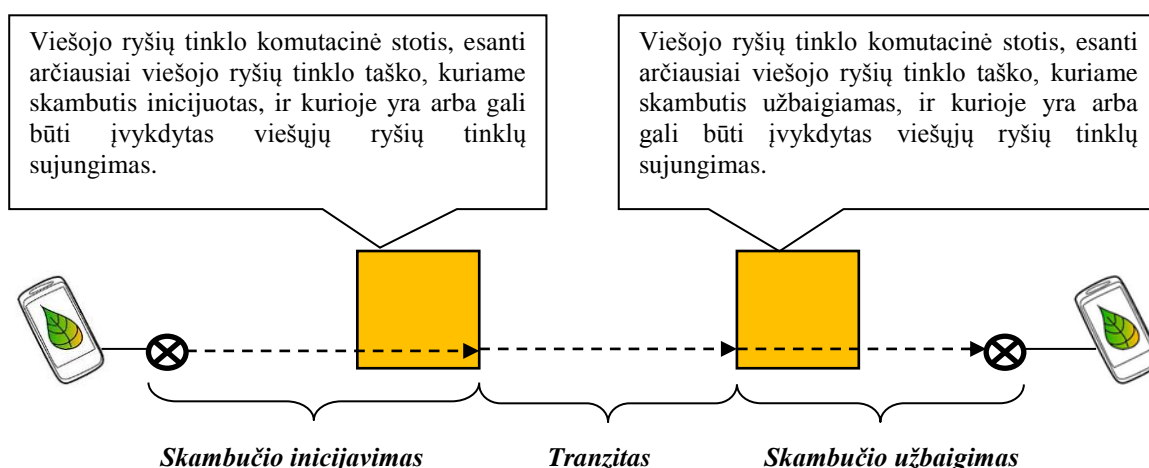 Viešojo ryšių tinklo komutacinė stotis, esanti
arčiausiai viešojo ryšių tinklo taško, kuriame
skambutis inicijuotas, ir kurioje yra arba gali
būti įvykdytas viešųjų ryšių tinklų
sujungimas.
Viešojo ryšių tinklo komutacinė stotis, esanti
arčiausiai viešojo ryšių tinklo taško, kuriame
skambutis užbaigiamas, ir kurioje yra arba
gali būti įvykdytas viešųjų ryšių tinklų
sujungimas.
Skambučio inicijavimas
Tranzitas
Skambučio užbaigimas